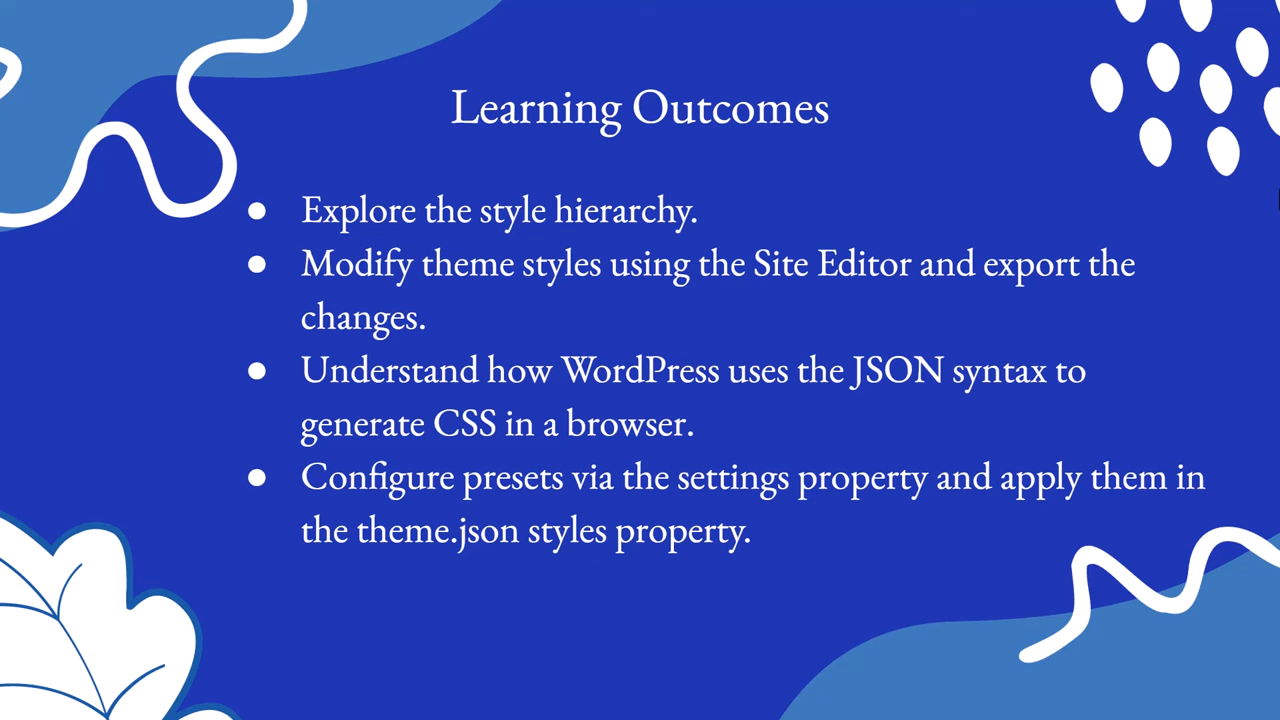 Learning Outcomes
● Explore the style hierarchy.
● Modify theme styles using the Site Editor and export the
changes.
● Understand how WordPress uses the JSON syntax to
generate CSS in a browser.
● Configure presets via the settings property and apply them in
the theme.json styles property.